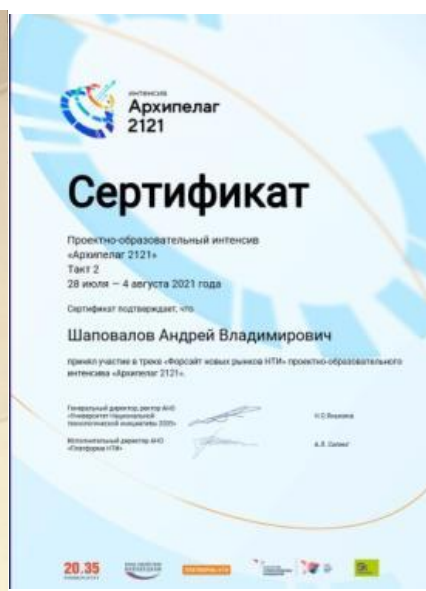 интенсив
Архипелаг
2121
Сертификат
Проектно-образовательный интенсив
«Архипелаг 2121»
Такт 2
28 июля — 4 августа 2021 года
Сертификат подтверждает, что
Шаповалов Андрей Владимирович
принял участие в треке «Форсайт новых рынков НТИ» проектно-образовательного
интенсива «Архипелаг 2121».
Генеральный директор, ректор АНО
«Университет Национальной
технологической инициативы 2035»
Исполнительный директор АНО
«Платформа НТИ»
20.35